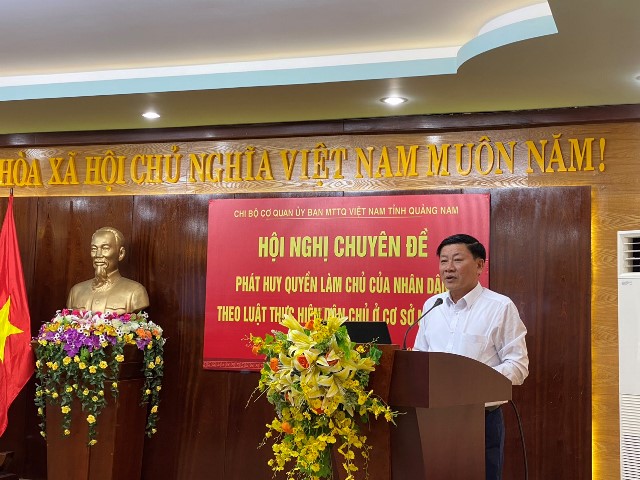 HÒA XÃ HỘI CHỦ NGHĨA VIỆT NAM MUÔN NĂM!
CHI BỘ CƠ QUAN ỦY BAN MTTQ VIỆT NAM TỈNH QUẢNG NAM
HỘI NGHỊ CHUYÊN ĐỀ
PHÁT HUY QUYỀN LÀM CHỦ CỦA NHÂN DÂN
THEO LUẬT THỰC HIỆN DÂN CHỦ Ở CƠ SỞ